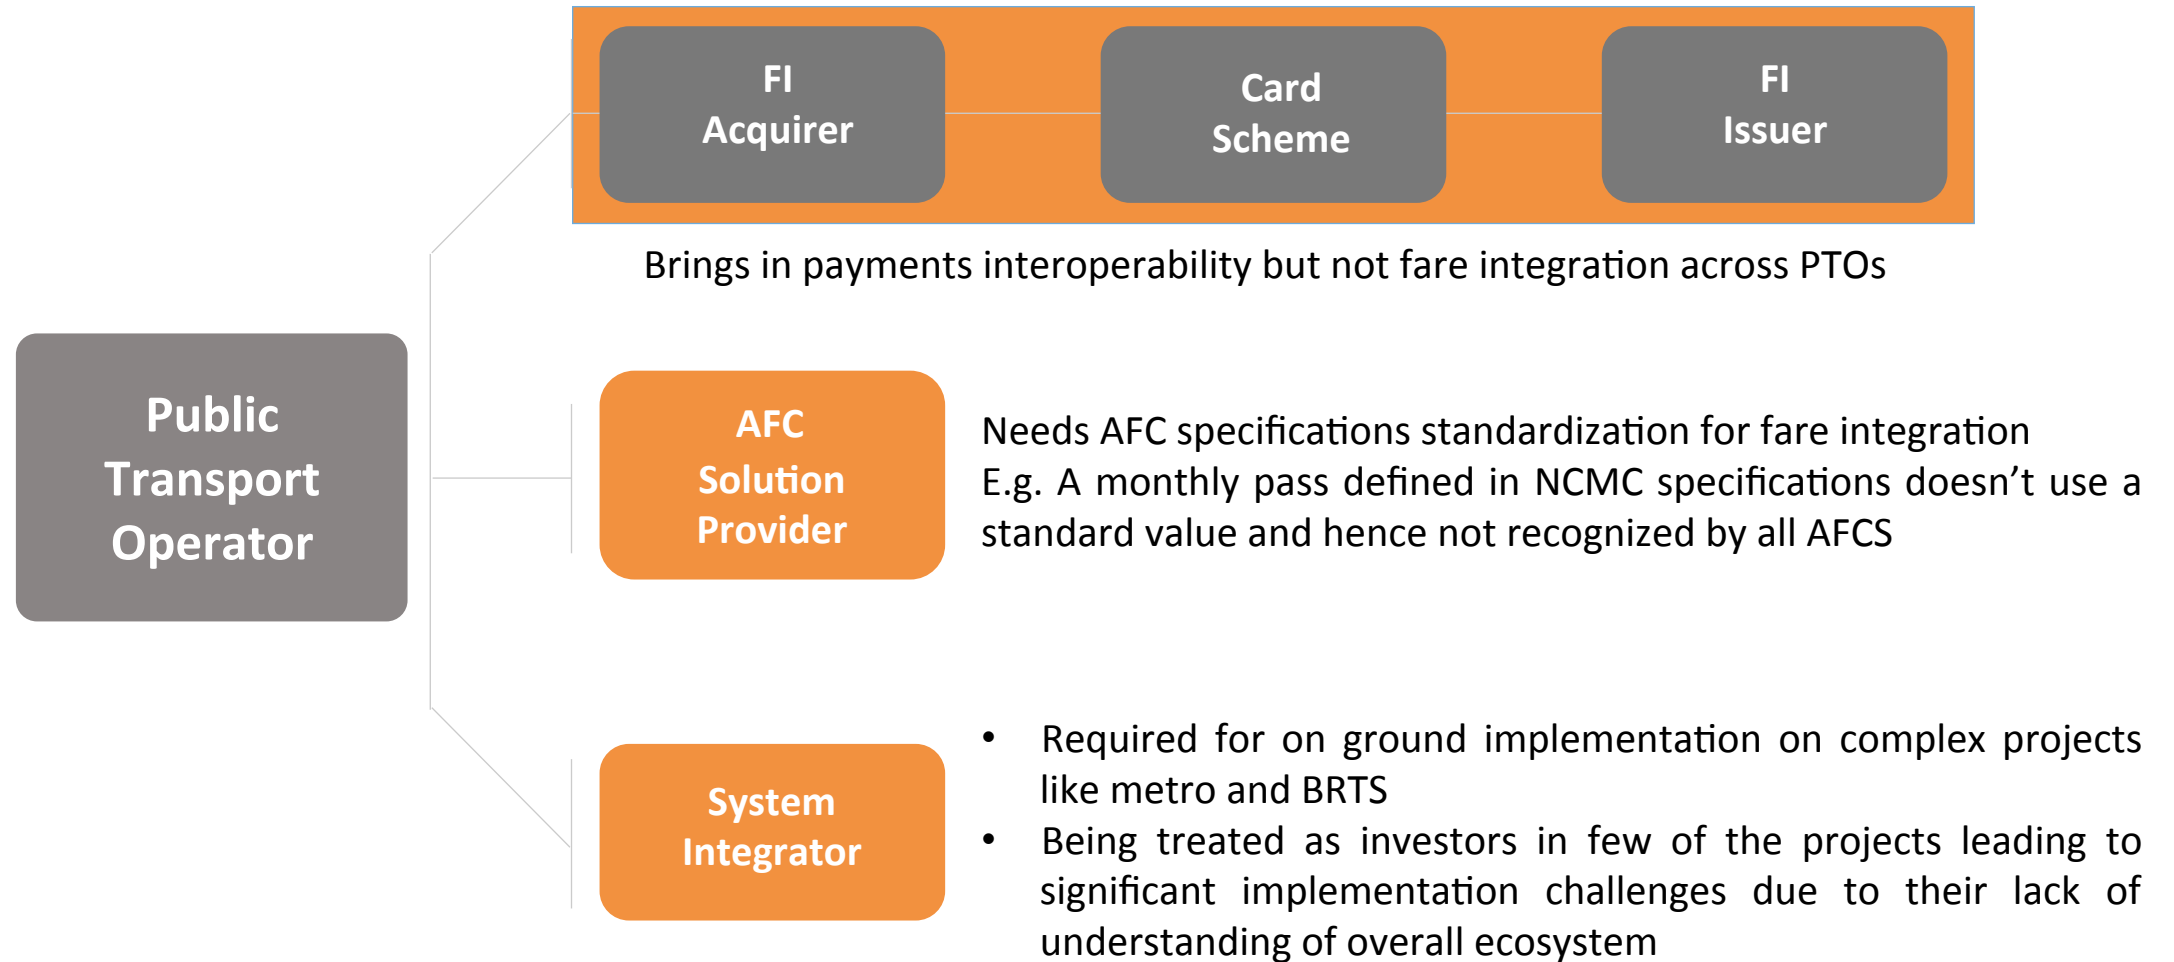 FI
Acquirer
Card
Scheme
FI
Issuer
Brings in payments interoperability but not fare integration across PTOs
Public
Transport
Operator
AFC
Solution
Provider
Needs AFC specifications standardization for fare integration
E.g. A monthly pass defined in NCMC specifications doesn’t use a
standard value and hence not recognized by all AFCS
System
Integrator
• Required for on ground implementation on complex projects
like metro and BRTS
• Being treated as investors in few of the projects leading to
significant implementation challenges due to their lack of
understanding of overall ecosystem